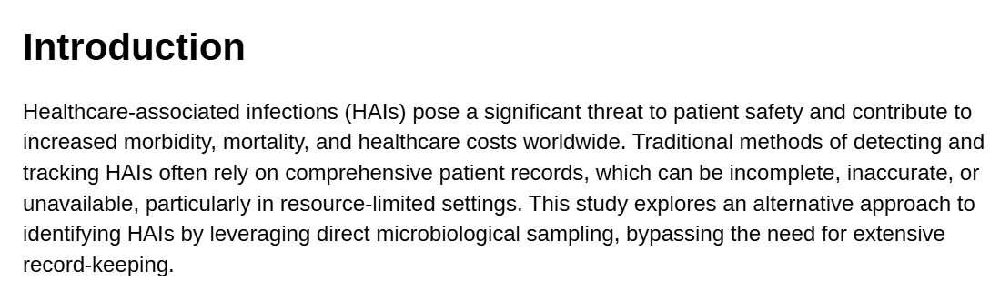 Introduction
Healthcare-associated infections (HAIs) pose a significant threat to patient safety and contribute to
increased morbidity, mortality, and healthcare costs worldwide. Traditional methods of detecting and
tracking HAIs often rely on comprehensive patient records, which can be incomplete, inaccurate, or
unavailable, particularly in resource-limited settings. This study explores an alternative approach to
identifying HAIs by leveraging direct microbiological sampling, bypassing the need for extensive
record-keeping.